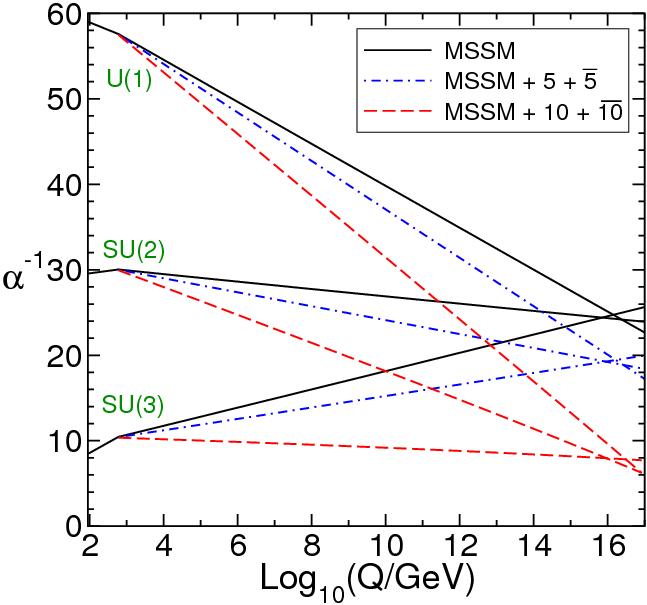 60
50
40
30
20
10
0
α⁻¹
U(1)
SU(2)
SU(3)
MSSM
MSSM + 5 + 5̅
MSSM + 10 + 1̅0̅
2 4 6 8 10 12 14 16
Log₁₀(Q/GeV)